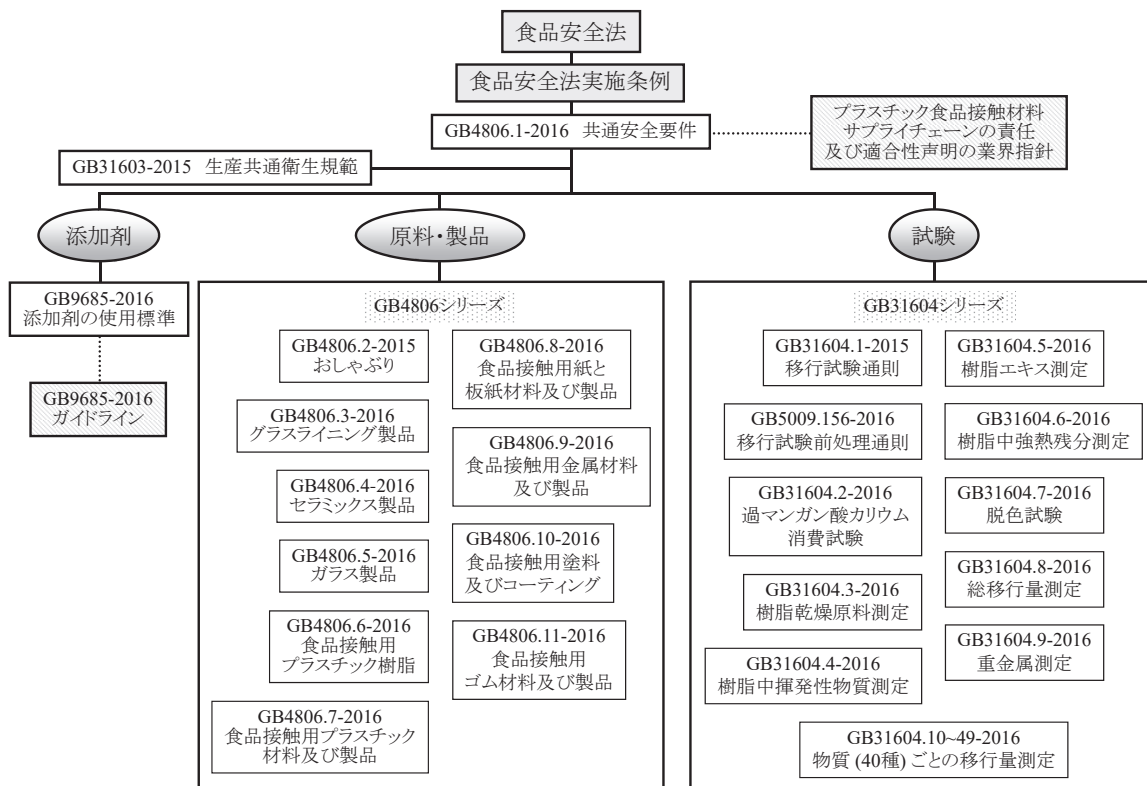 食品安全法
食品安全法実施条例
GB4806.1-2016 共通安全要件
プラスチック食品接触材料
サプライチェーンの責任
及び適合性声明の業界指針
GB31603-2015 生産共通衛生規範
添加剤
原料・製品
試験
GB9685-2016
添加剤の使用標準
GB9685-2016
ガイドライン
GB4806シリーズ
GB4806.2-2015
おしゃぶり
GB4806.3-2016
グラスライニング製品
GB4806.4-2016
セラミックス製品
GB4806.5-2016
ガラス製品
GB4806.6-2016
食品接触用
プラスチック樹脂
GB4806.7-2016
食品接触用プラスチック
材料及び製品
GB4806.8-2016
食品接触用紙と
板紙材料及び製品
GB4806.9-2016
食品接触用金属材料
及び製品
GB4806.10-2016
食品接触用塗料
及びコーティング
GB4806.11-2016
食品接触用
ゴム材料及び製品
GB31604シリーズ
GB31604.1-2015
移行試験通則
GB5009.156-2016
移行試験前処理通則
GB31604.2-2016
過マンガン酸カリウム
消費試験
GB31604.3-2016
樹脂乾燥原料測定
GB31604.4-2016
樹脂中揮発性物質測定
GB31604.5-2016
樹脂エキス測定
GB31604.6-2016
樹脂中強熱残分測定
GB31604.7-2016
脱色試験
GB31604.8-2016
総移行量測定
GB31604.9-2016
重金属測定
GB31604.10~49-2016
物質 (40種) ごとの移行量測定